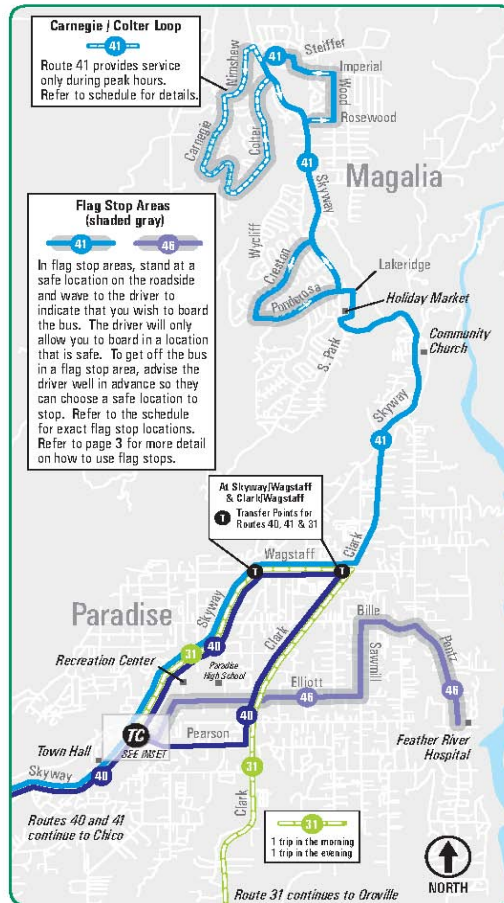 Carnegie / Colter Loop
41
Route 41 provides service
only during peak hours.
Refer to schedule for details.
Nimshaw
41
Steiffer
Imperial
Wood
Rosewood
Carnegie
Colter
41
Skyway
Magalia
Flag Stop Areas
(shaded gray)
41
46
In flag stop areas, stand at a
safe location on the roadside
and wave to the driver to
indicate that you wish to board
the bus. The driver will only
allow you to board in a location
that is safe. To get off the bus
in a flag stop area, advise the
driver well in advance so they
can choose a safe location to
stop. Refer to the schedule
for exact flag stop locations.
Refer to page 3 for more detail
on how to use flag stops.
Wycliff
Creston
Ponderosa
Lakeridge
Holiday Market
S. Park
Community
Church
Skyway
41
At Skyway/Wagstaff
& Clark/Wagstaff
T Transfer Points for
Routes 40, 41 & 31
Wagstaff
Clark
T
T
Paradise
Skyway
31
40
Clark
Bille
Sawmill
Pentz
Recreation Center
Paradise
High School
Elliott
46
46
TC
SEE INSET
Pearson
40
Town Hall
Skyway
40
Feather River
Hospital
31
Clark
Routes 40 and 41
continue to Chico
31
1 trip in the morning
1 trip in the evening
NORTH
Route 31 continues to Oroville